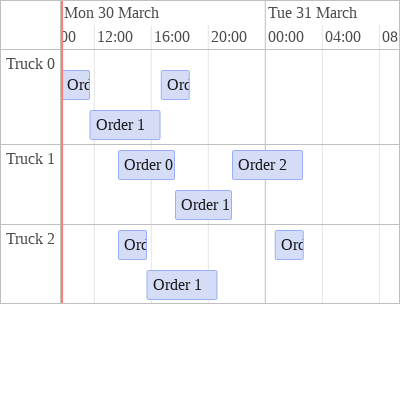 Mon 30 March Tue 31 March
00 12:00 16:00 20:00 00:00 04:00 08
Truck 0
Ord Ord
Order 1
Truck 1
Order 0 Order 2
Order 1
Truck 2
Ord Ord
Order 1